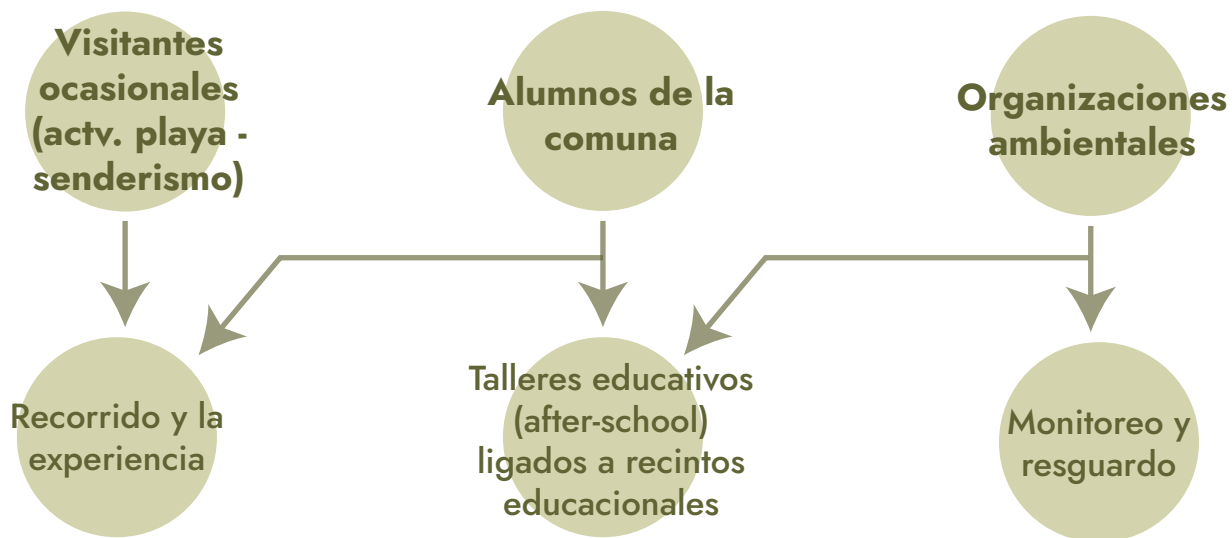 Visitantes
ocasionales
(actv. playa -
senderismo)
Alumnos de la
comuna
Organizaciones
ambientales
Recorrido y la
experiencia
Talleres educativos
(after-school)
ligados a recintos
educacionales
Monitoreo y
resguardo